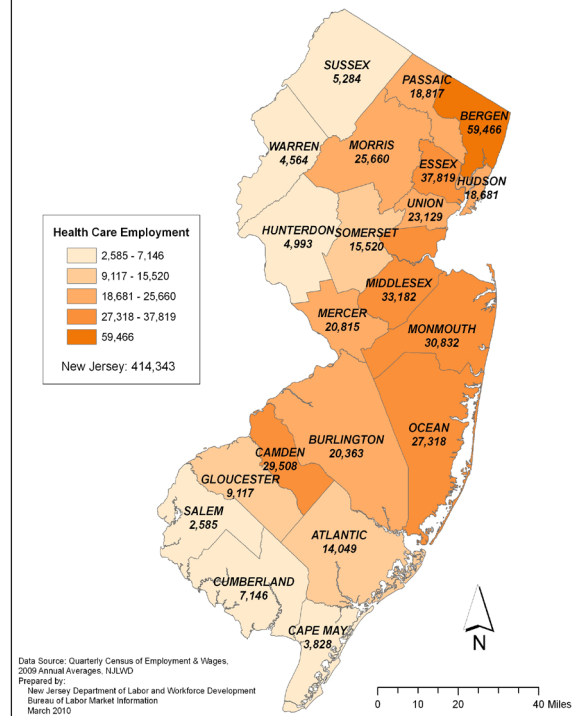 SUSSEX
5,284
PASSAIC
18,817
BERGEN
59,466
WARREN
4,564
MORRIS
25,660
ESSEX
37,819
HUDSON
18,681
UNION
23,129
HUNTERDON
4,993
SOMERSET
15,520
Health Care Employment
2,585 - 7,146
9,117 - 15,520
18,681 - 25,660
27,318 - 37,819
59,466
New Jersey: 414,343
MIDDLESEX
33,182
MERCER
20,815
MONMOUTH
30,832
OCEAN
27,318
BURLINGTON
20,363
CAMDEN
29,508
GLOUCESTER
9,117
SALEM
2,585
ATLANTIC
14,049
CUMBERLAND
7,146
CAPE MAY
3,828
N
Data Source: Quarterly Census of Employment & Wages,
2009 Annual Averages, NJLWD
Prepared by:
New Jersey Department of Labor and Workforce Development
Bureau of Labor Market Information
March 2010
0 10 20 40 Miles